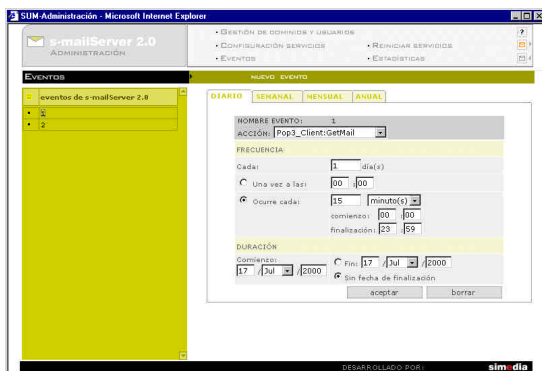 SUM-Administración - Microsoft Internet Explorer
s-mailServer 2.0
ADMINISTRACIÓN
• GESTIÓN DE DOMINIOS Y USUARIOS
• CONFIGURACIÓN SERVICIOS
• REINICIAR SERVICIOS
• EVENTOS
• ESTADÍSTICAS
?
EVENTOS
NUEVO EVENTO
eventos de s-mailServer 2.0
• 1
• 2
DIARIO SEMANAL MENSUAL ANUAL
NOMBRE EVENTO: 1
ACCIÓN: Pop3_Client:GetMail
FRECUENCIA
Cada: 1 día(s)
Una vez a las: 00 :00
Ocurre cada: 15 minuto(s)
comienzo: 00 :00
finalización: 23 :59
DURACIÓN
Comienzo:
17 / Jul / 2000
Fin: 17 / Jul / 2000
Sin fecha de finalización
aceptar borrar
DESARROLLADO POR: simedia